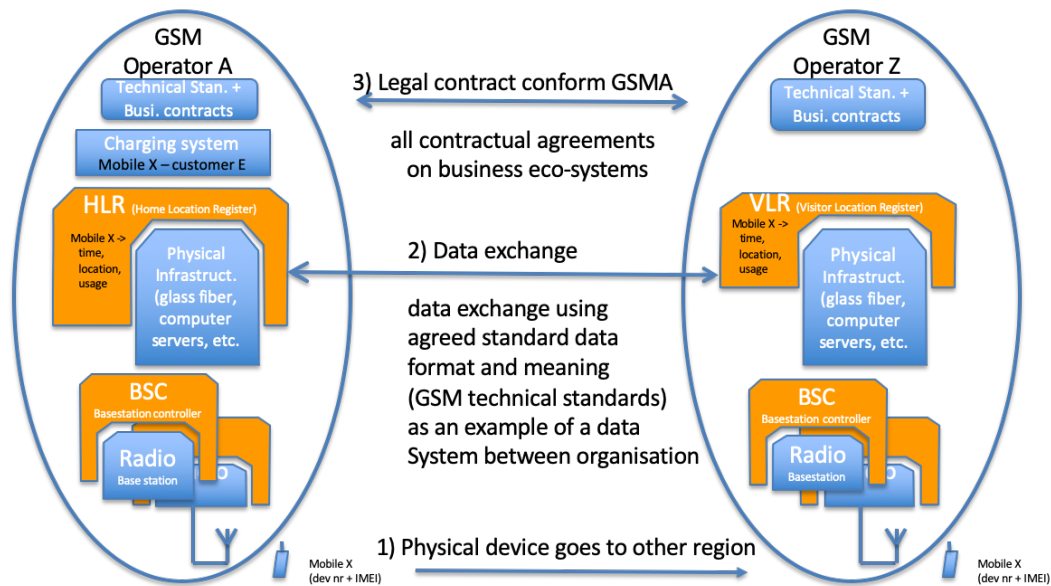 GSM
Operator A
Technical Stan. +
Busi. contracts
Charging system
Mobile X – customer E
HLR (Home Location Register)
Mobile X ->
time,
location,
usage
Physical
Infrastruct.
(glass fiber,
computer
servers, etc.
BSC
Basestation controller
Radio
Base station
Mobile X
(dev nr + IMEI)
3) Legal contract conform GSMA
all contractual agreements
on business eco-systems
2) Data exchange
data exchange using
agreed standard data
format and meaning
(GSM technical standards)
as an example of a data
System between organisation
1) Physical device goes to other region
GSM
Operator Z
Technical Stan. +
Busi. contracts
VLR (Visitor Location Register)
Mobile X ->
time,
location,
usage
Physical
Infrastruct.
(glass fiber,
computer
servers, etc.
BSC
Basestation controller
Radio
Basestation
Mobile X
(dev nr + IMEI)